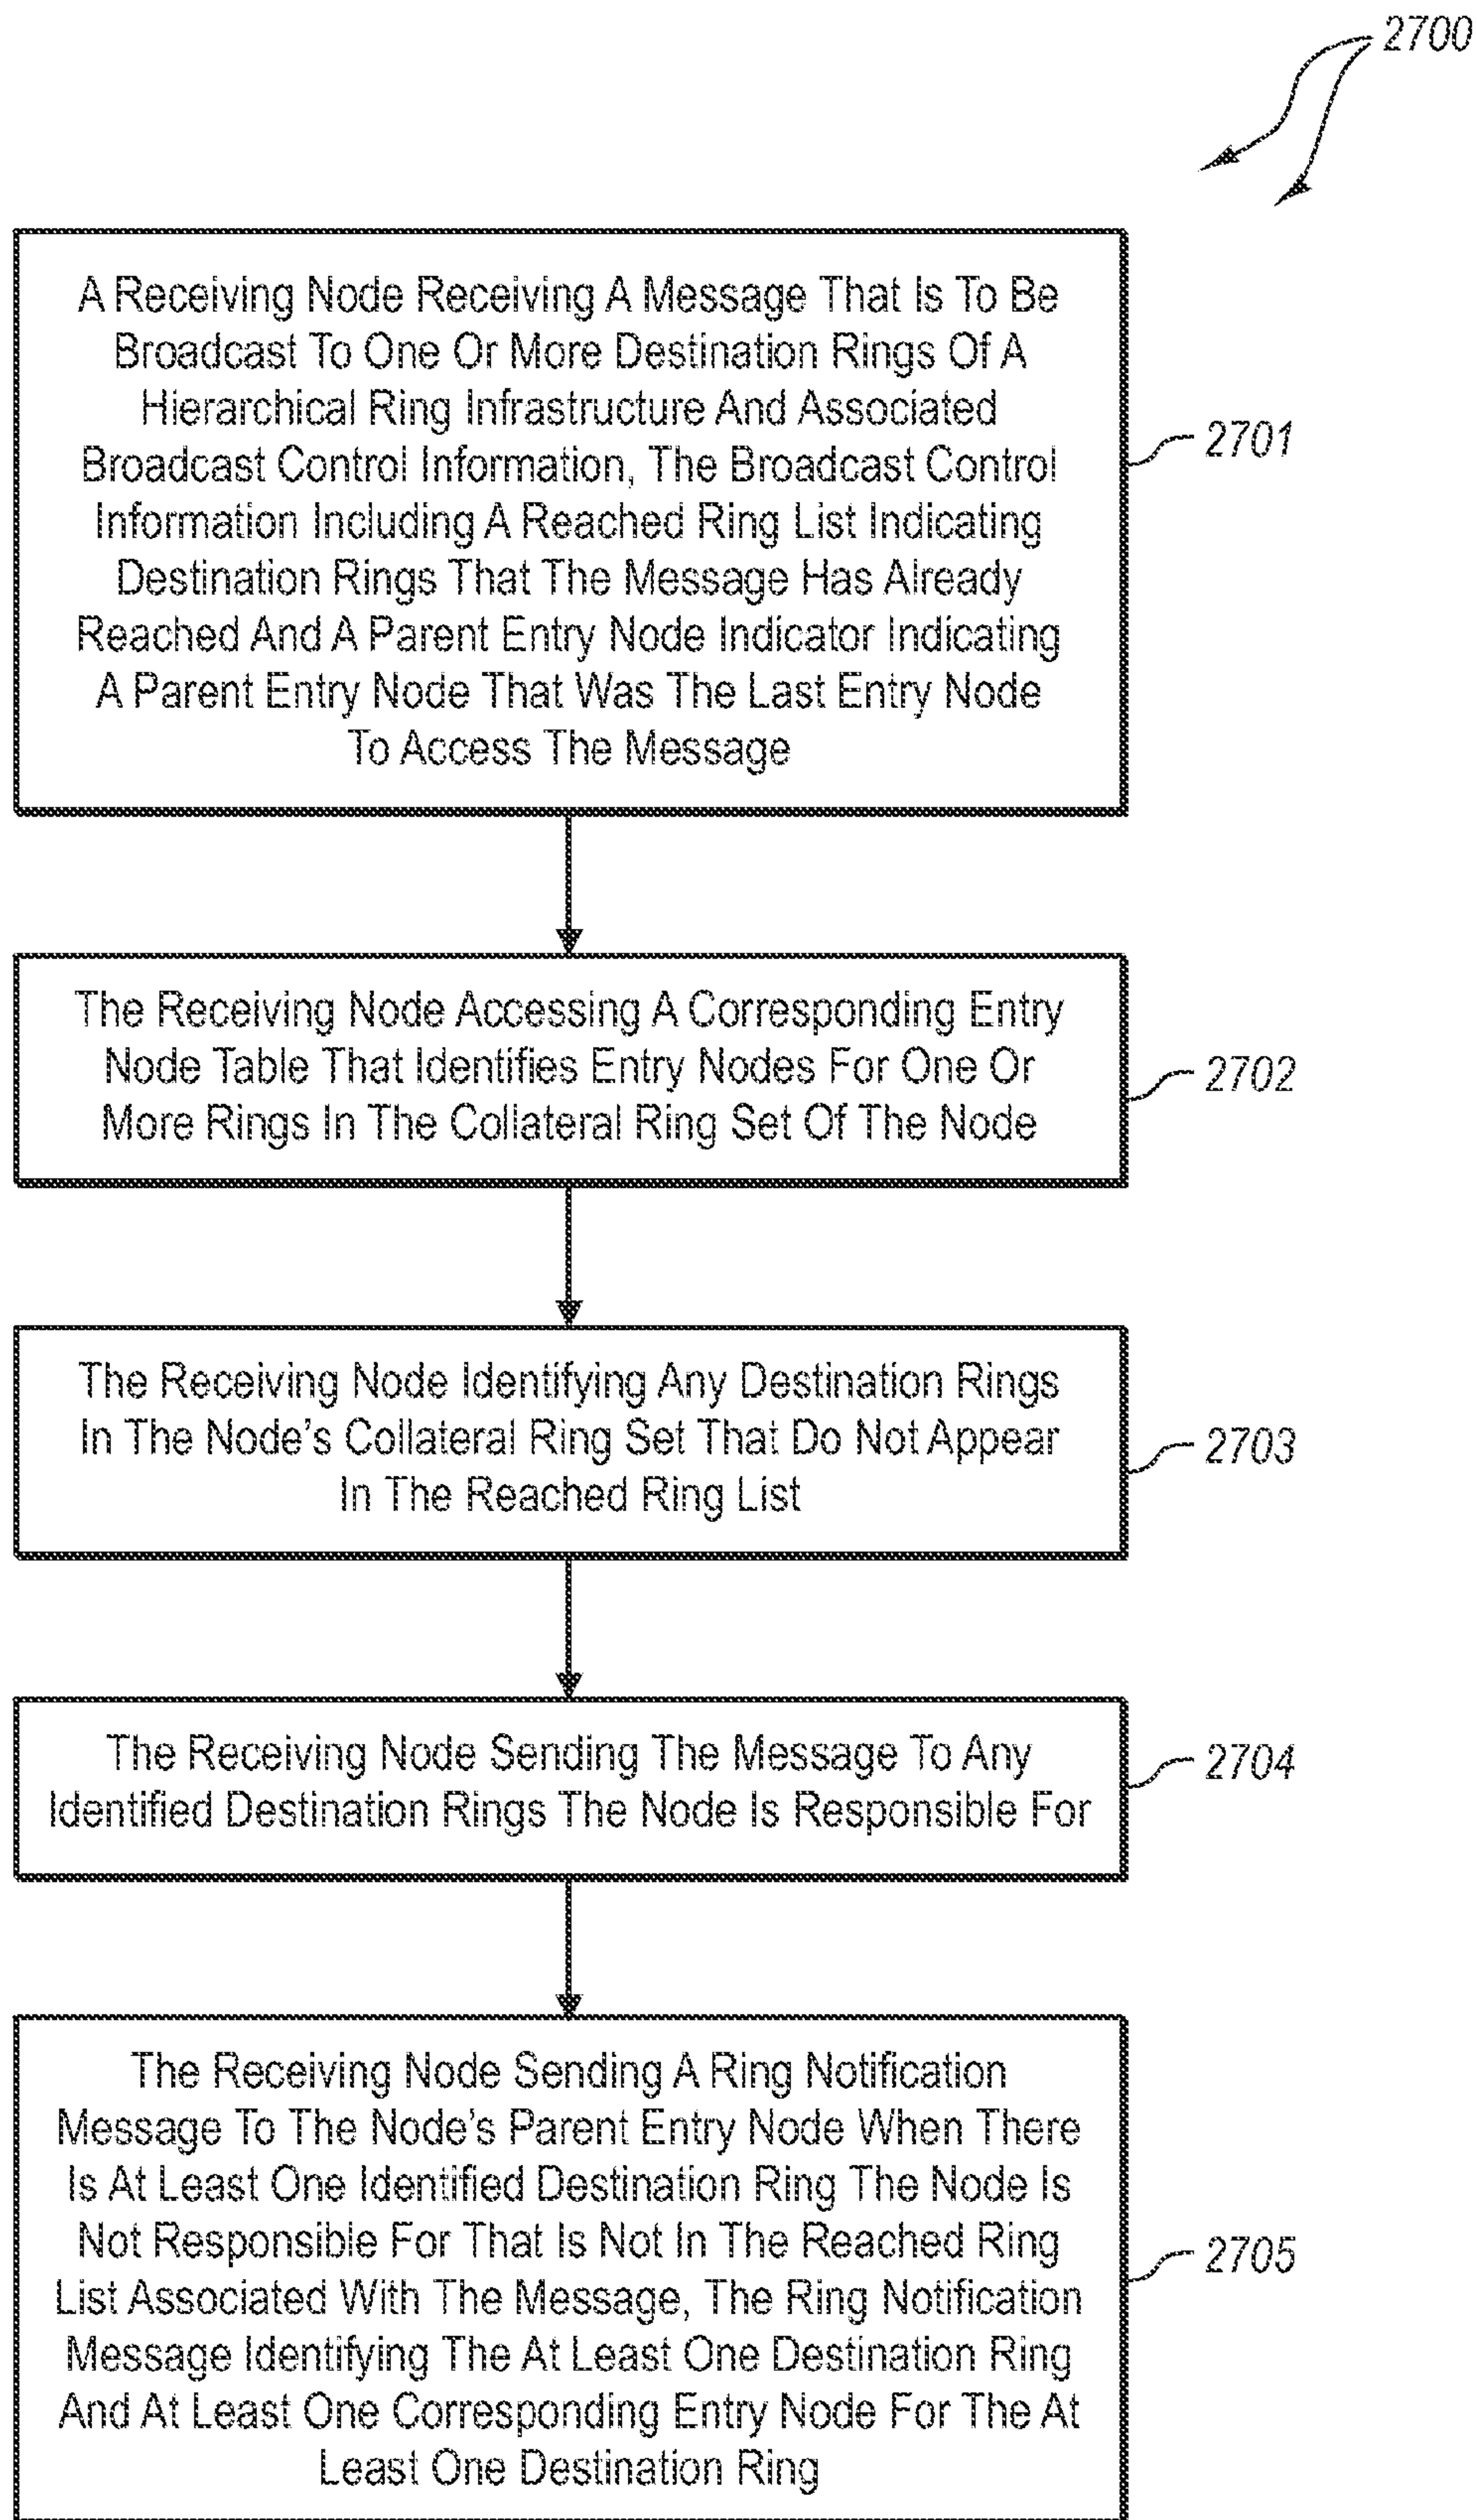 2700
A Receiving Node Receiving A Message That Is To Be
Broadcast To One Or More Destination Rings Of A
Hierarchical Ring Infrastructure And Associated
Broadcast Control Information, The Broadcast Control
Information Including A Reached Ring List Indicating
Destination Rings That The Message Has Already
Reached And A Parent Entry Node Indicator Indicating
A Parent Entry Node That Was The Last Entry Node
To Access The Message
2701
The Receiving Node Accessing A Corresponding Entry
Node Table That Identifies Entry Nodes For One Or
More Rings In The Collateral Ring Set Of The Node
2702
The Receiving Node Identifying Any Destination Rings
In The Node's Collateral Ring Set That Do Not Appear
In The Reached Ring List
2703
The Receiving Node Sending The Message To Any
Identified Destination Rings The Node Is Responsible For
2704
The Receiving Node Sending A Ring Notification
Message To The Node's Parent Entry Node When There
Is At Least One Identified Destination Ring The Node Is
Not Responsible For That Is Not In The Reached Ring
List Associated With The Message, The Ring Notification
Message Identifying The At Least One Destination Ring
And At Least One Corresponding Entry Node For The At
Least One Destination Ring
2705